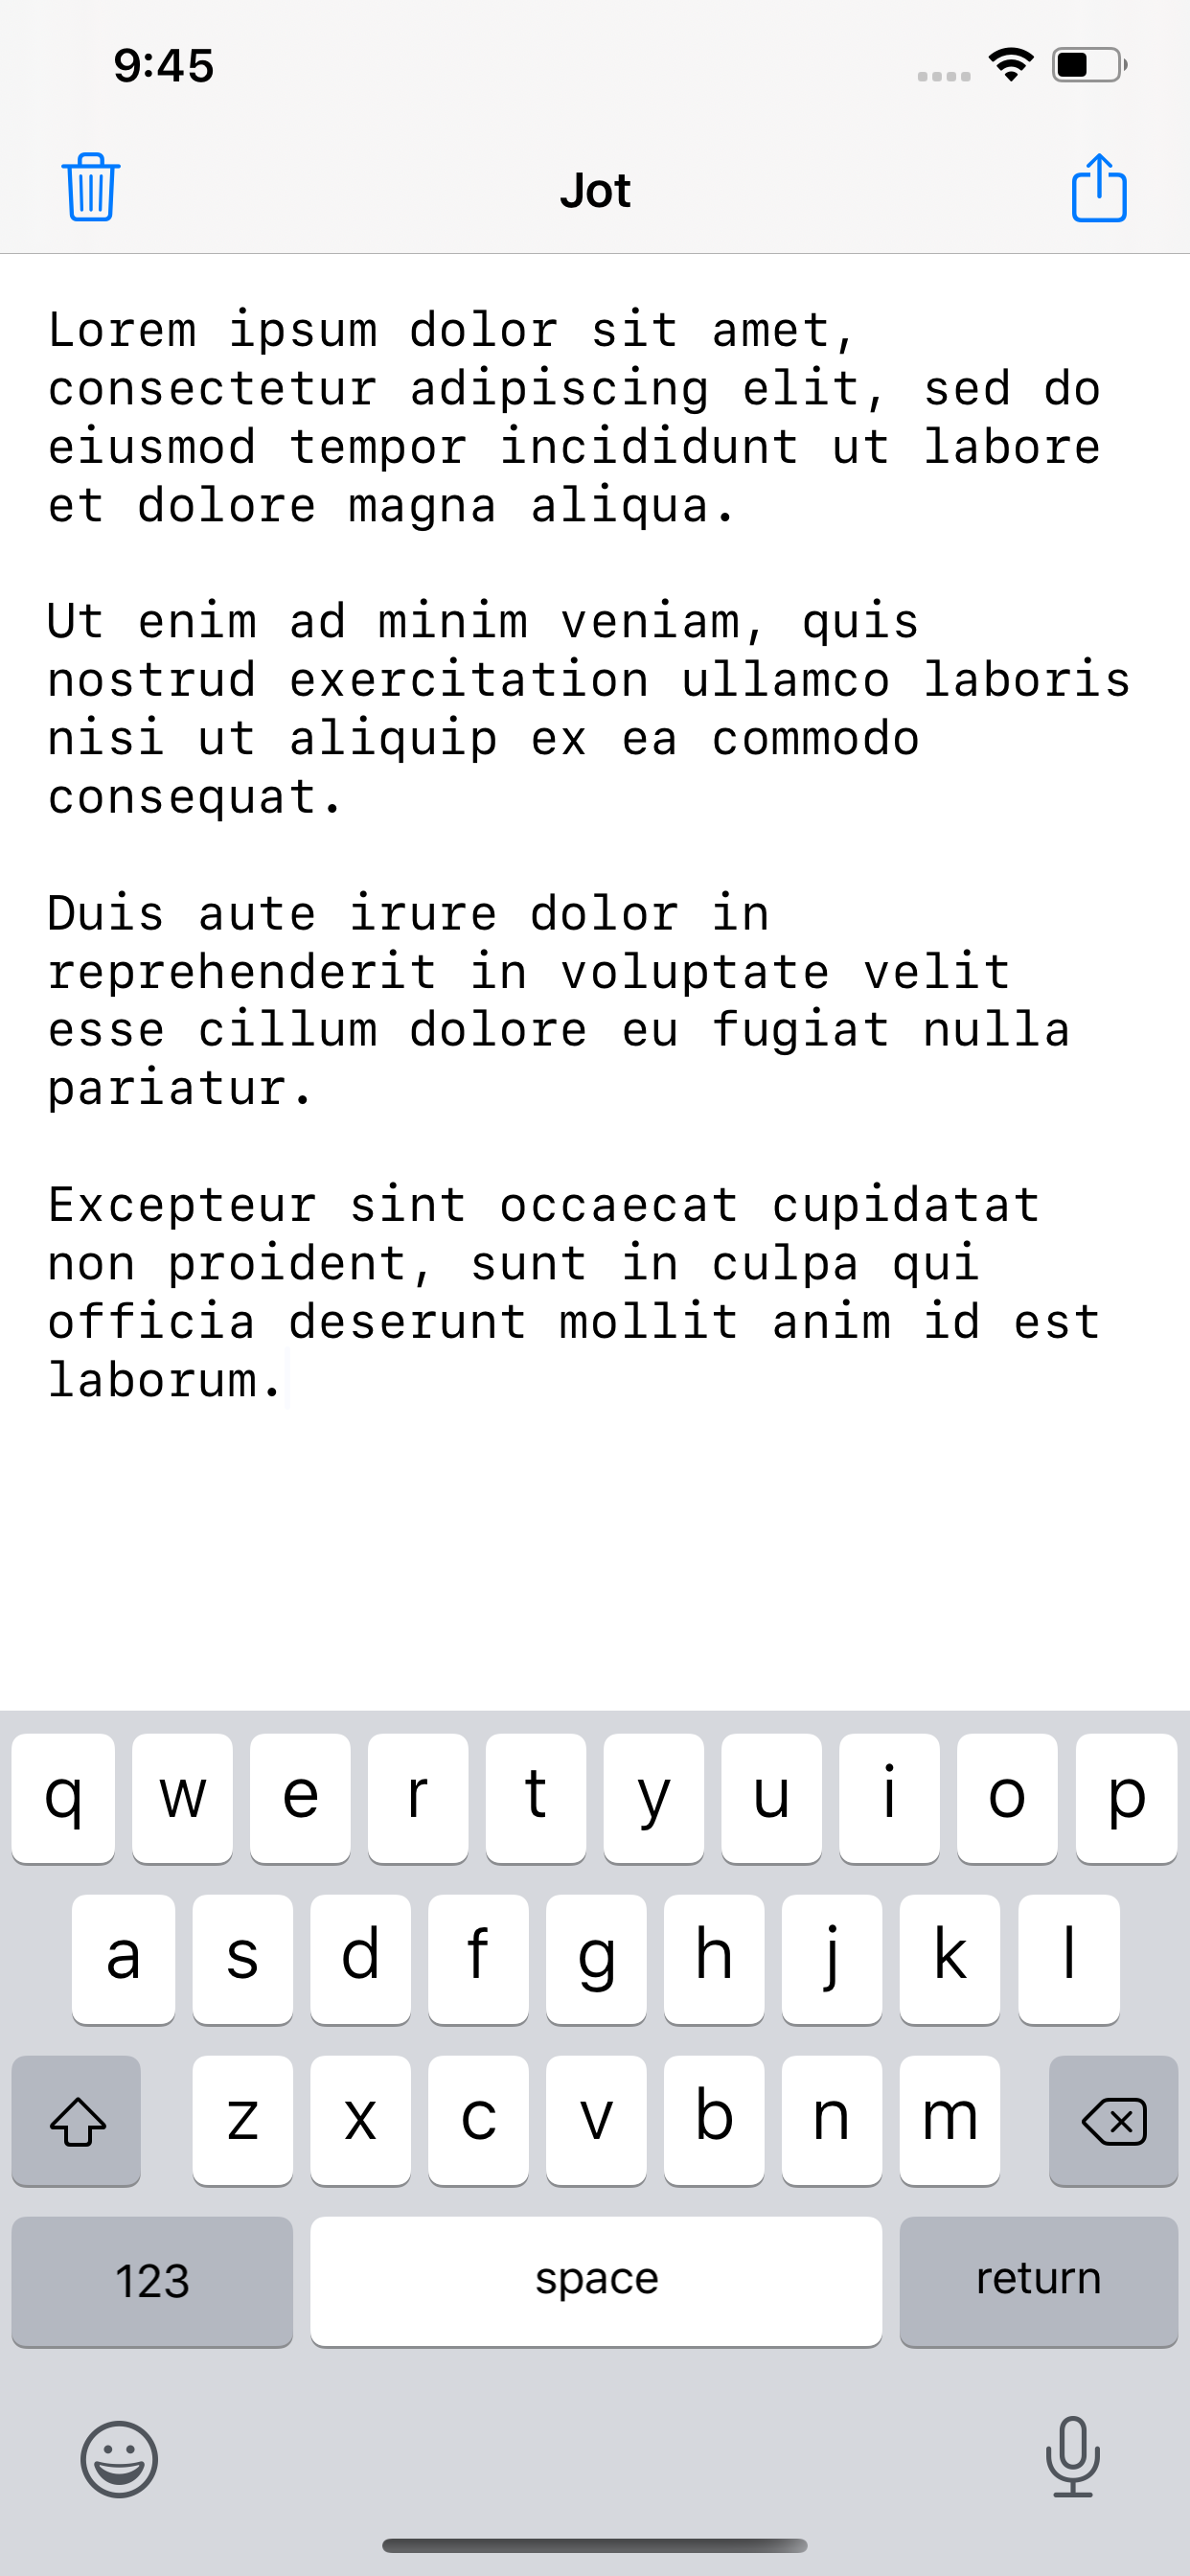 9:45
Jot
Lorem ipsum dolor sit amet,
consectetur adipiscing elit, sed do
eiusmod tempor incididunt ut labore
et dolore magna aliqua.
Ut enim ad minim veniam, quis
nostrud exercitation ullamco laboris
nisi ut aliquip ex ea commodo
consequat.
Duis aute irure dolor in
reprehenderit in voluptate velit
esse cillum dolore eu fugiat nulla
pariatur.
Excepteur sint occaecat cupidatat
non proident, sunt in culpa qui
officia deserunt mollit anim id est
laborum.
q w e r t y u i o p
a s d f g h j k l
z x c v b n m
123 space return